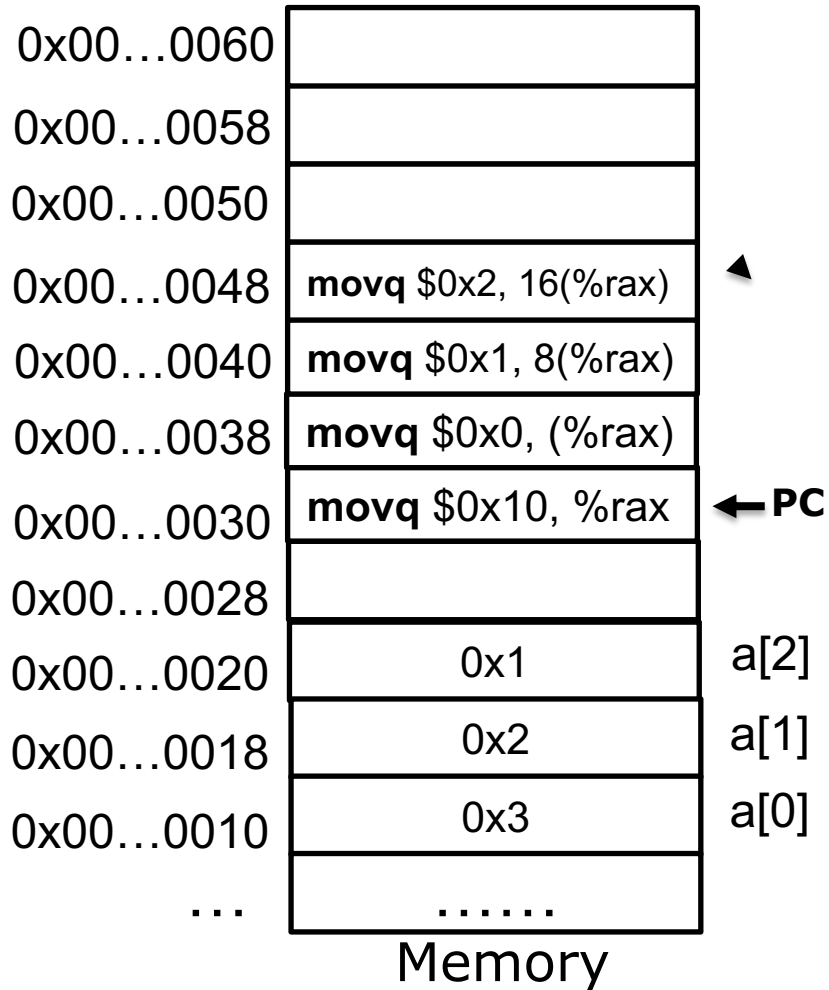 0x00...0060
0x00...0058
0x00...0050
0x00...0048 movq $0x2, 16(%rax)
0x00...0040 movq $0x1, 8(%rax)
0x00...0038 movq $0x0, (%rax)
0x00...0030 movq $0x10, %rax PC
0x00...0028
0x00...0020 0x1 a[2]
0x00...0018 0x2 a[1]
0x00...0010 0x3 a[0]
... ......
Memory